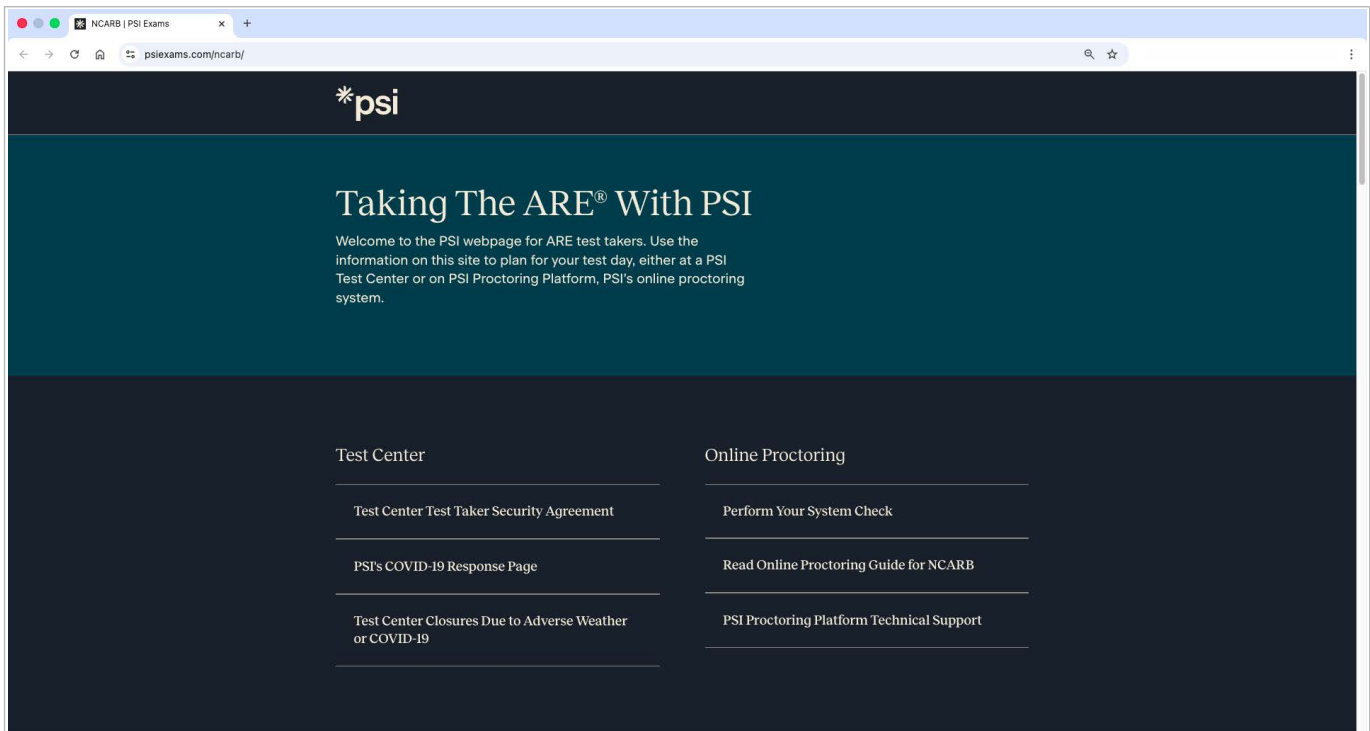 NCARB | PSI Exams
psiexams.com/ncarb/
*psi
Taking The ARE® With PSI
Welcome to the PSI webpage for ARE test takers. Use the
information on this site to plan for your test day, either at a PSI
Test Center or on PSI Proctoring Platform, PSI's online proctoring
system.
Test Center
Test Center Test Taker Security Agreement
PSI's COVID-19 Response Page
Test Center Closures Due to Adverse Weather
or COVID-19
Online Proctoring
Perform Your System Check
Read Online Proctoring Guide for NCARB
PSI Proctoring Platform Technical Support